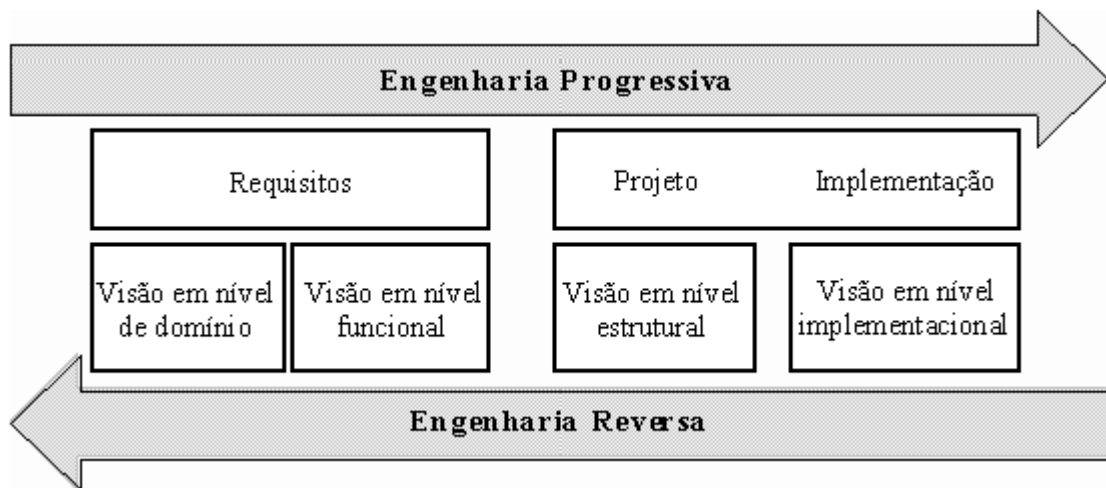 Engenharia Progressiva
Requisitos
Projeto
Implementação
Visão em nível
de domínio
Visão em nível
funcional
Visão em nível
estrutural
Visão em nível
implementacional
Engenharia Reversa